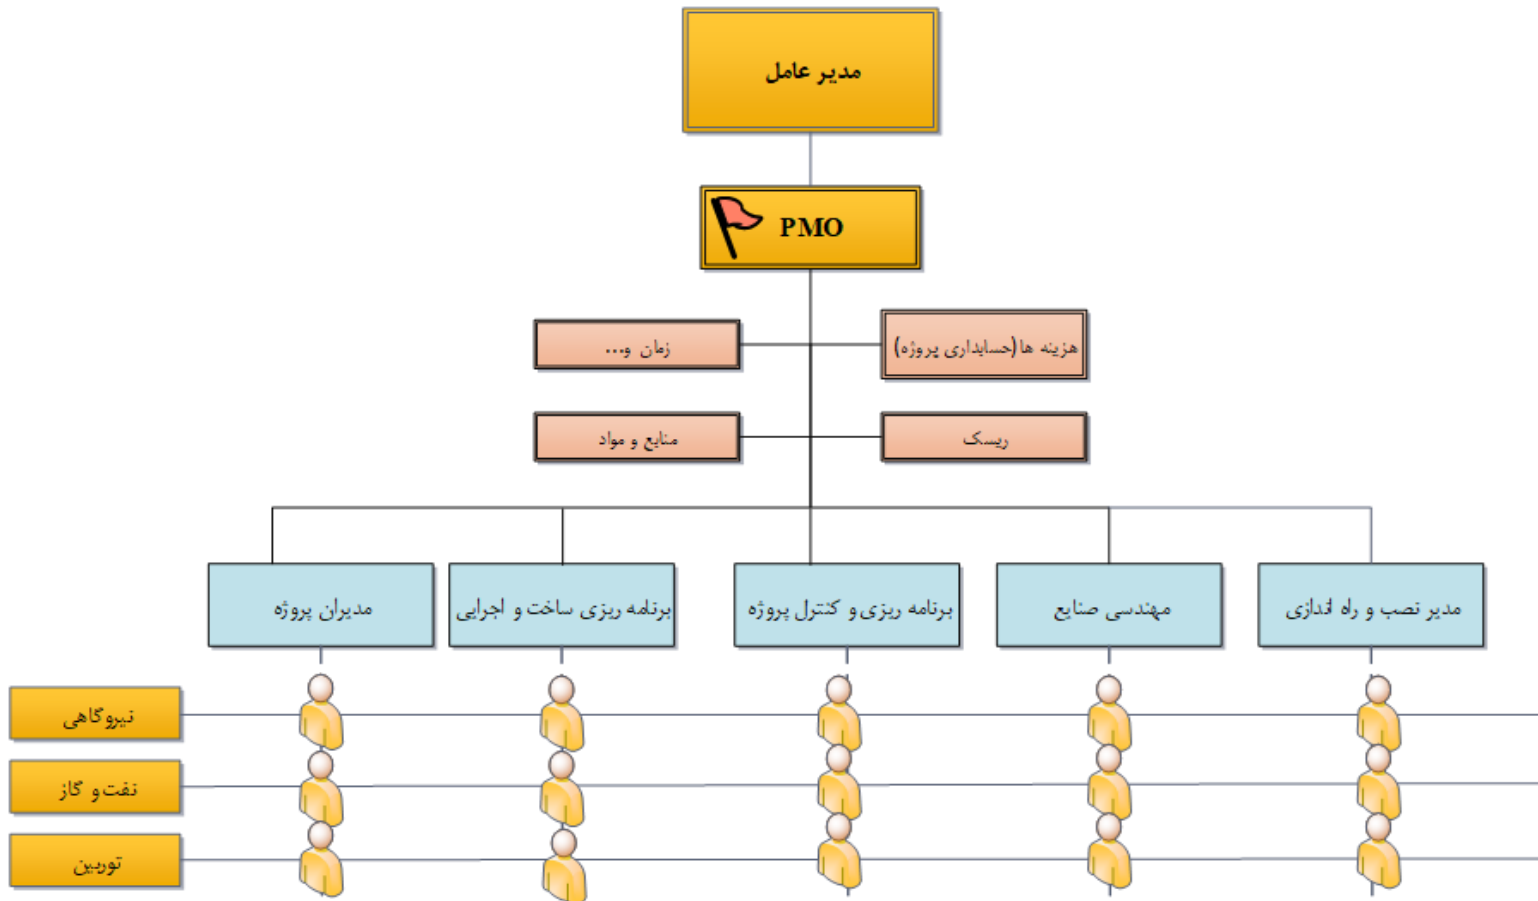 مدیر عامل
PMO
هزینه ها(حسابداری پروژه)
زمان و...
ریسک
منابع و مواد
مدیر نصب و راه اندازی
مهندسی صنایع
برنامه ریزی و کنترل پروژه
برنامه ریزی ساخت و اجرایی
مدیران پروژه
نیروگاهی
نفت و گاز
توربین